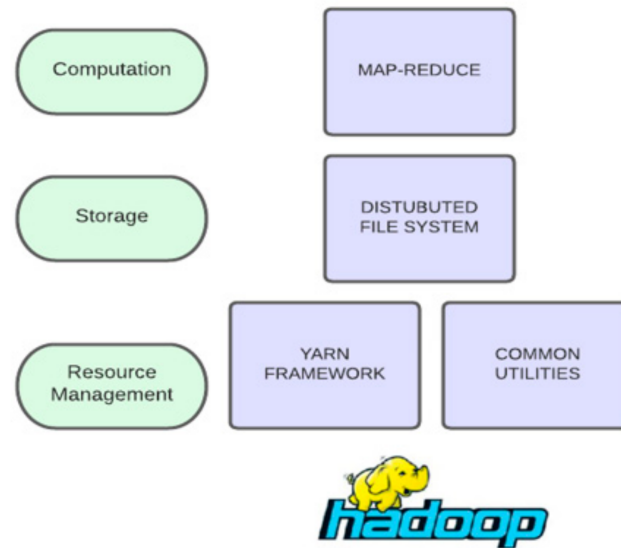 Computation
MAP-REDUCE
Storage
DISTUBUTED
FILE SYSTEM
Resource
Management
YARN
FRAMEWORK
COMMON
UTILITIES
hadoop